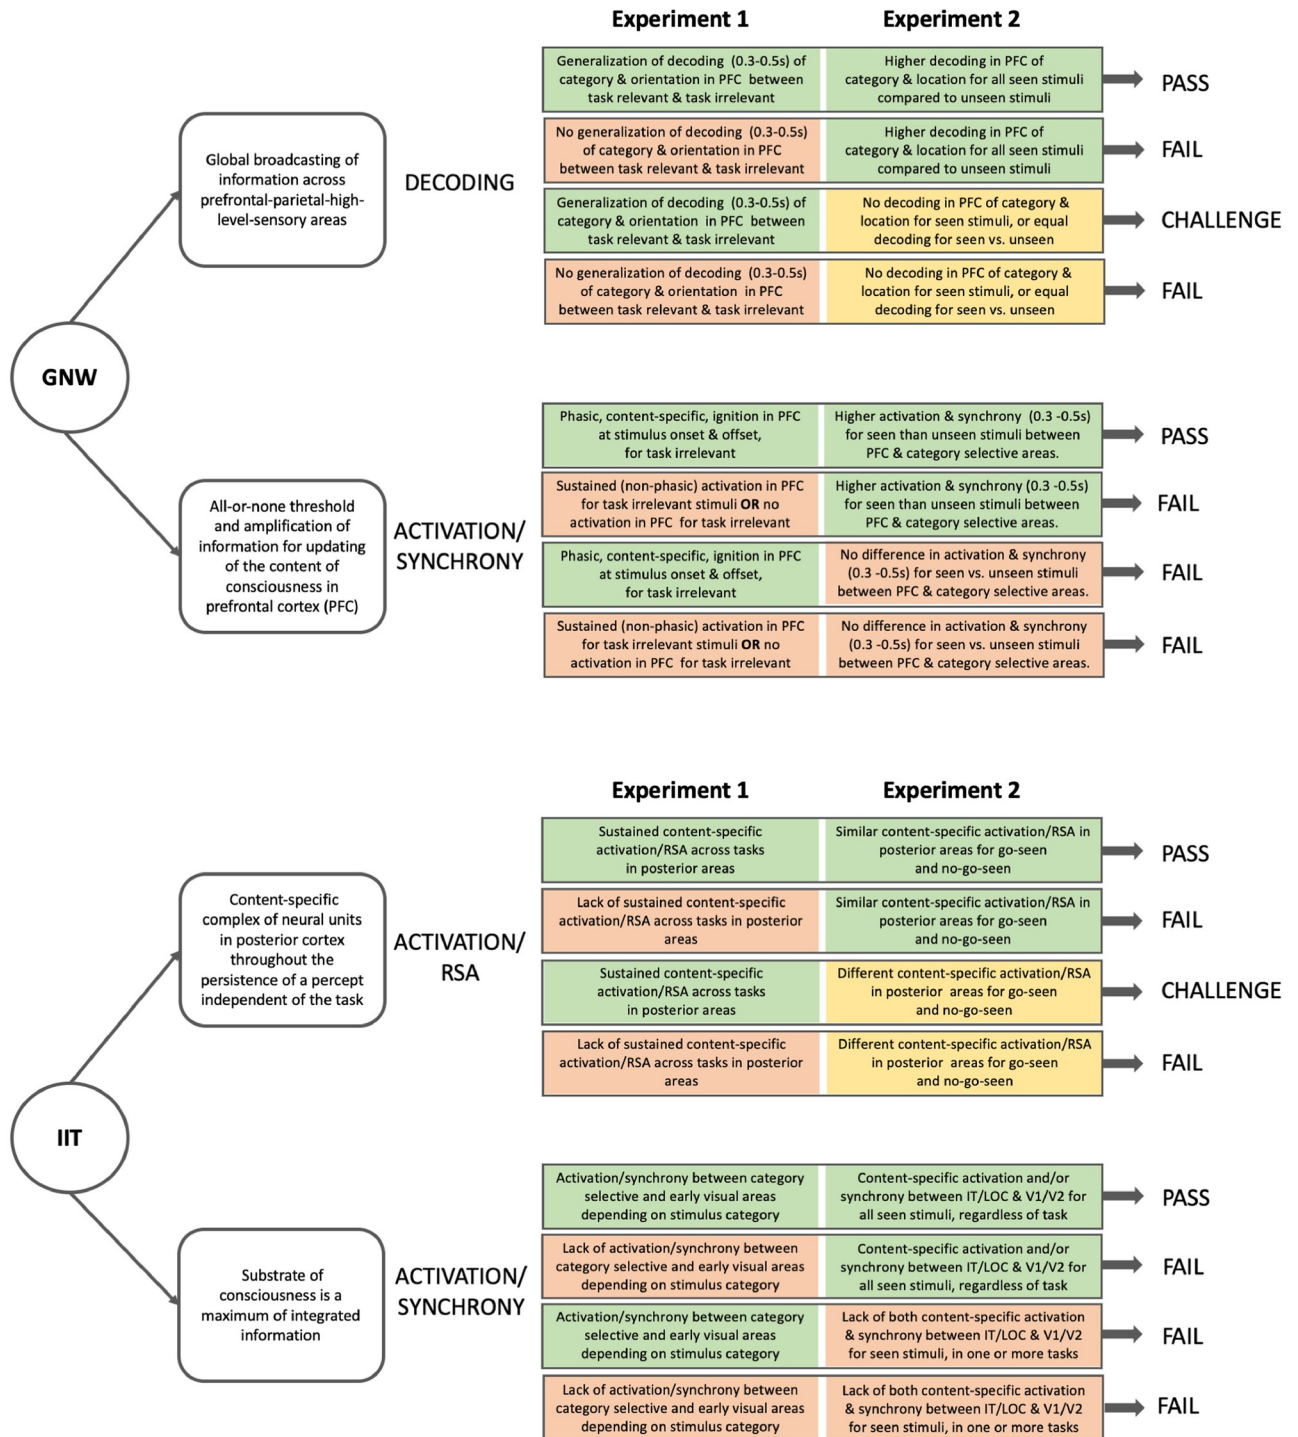 Experiment 1
Experiment 2
Generalization of decoding (0.3-0.5s) of
category & orientation in PFC between
task relevant & task irrelevant
Higher decoding in PFC of
category & location for all seen stimuli
compared to unseen stimuli
PASS
No generalization of decoding (0.3-0.5s)
of category & orientation in PFC
between task relevant & task irrelevant
Higher decoding in PFC of
category & location for all seen stimuli
compared to unseen stimuli
FAIL
Global broadcasting of
information across
prefrontal-parietal-high-
level-sensory areas
DECODING
Generalization of decoding (0.3-0.5s) of
category & orientation in PFC between
task relevant & task irrelevant
No decoding in PFC of category &
location for seen stimuli, or equal
decoding for seen vs. unseen
CHALLENGE
No generalization of decoding (0.3-0.5s)
of category & orientation in PFC
between task relevant & task irrelevant
No decoding in PFC of category &
location for seen stimuli, or equal
decoding for seen vs. unseen
FAIL
GNW
Phasic, content-specific, ignition in PFC
at stimulus onset & offset,
for task irrelevant
Higher activation & synchrony (0.3 -0.5s)
for seen than unseen stimuli between
PFC & category selective areas.
PASS
Sustained (non-phasic) activation in PFC
for task irrelevant stimuli OR no
activation in PFC for task irrelevant
Higher activation & synchrony (0.3 -0.5s)
for seen than unseen stimuli between
PFC & category selective areas.
FAIL
All-or-none threshold
and amplification of
information for updating
of the content of
consciousness in
prefrontal cortex (PFC)
ACTIVATION/
SYNCHRONY
Phasic, content-specific, ignition in PFC
at stimulus onset & offset,
for task irrelevant
No difference in activation & synchrony
(0.3 -0.5s) for seen vs. unseen stimuli
between PFC & category selective areas.
FAIL
Sustained (non-phasic) activation in PFC
for task irrelevant stimuli OR no
activation in PFC for task irrelevant
No difference in activation & synchrony
(0.3 -0.5s) for seen vs. unseen stimuli
between PFC & category selective areas.
FAIL
Experiment 1
Experiment 2
Sustained content-specific
activation/RSA across tasks
in posterior areas
Similar content-specific activation/RSA in
posterior areas for go-seen
and no-go-seen
PASS
Lack of sustained content-specific
activation/RSA across tasks in posterior
areas
Similar content-specific activation/RSA in
posterior areas for go-seen
and no-go-seen
FAIL
Content-specific
complex of neural units
in posterior cortex
throughout the
persistence of a percept
independent of the task
ACTIVATION/
RSA
Sustained content-specific
activation/RSA across tasks
in posterior areas
Different content-specific activation/RSA
in posterior areas for go-seen
and no-go-seen
CHALLENGE
Lack of sustained content-specific
activation/RSA across tasks in posterior
areas
Different content-specific activation/RSA
in posterior areas for go-seen
and no-go-seen
FAIL
IIT
Activation/synchrony between category
selective and early visual areas
depending on stimulus category
Content-specific activation and/or
synchrony between IT/LOC & V1/V2 for
all seen stimuli, regardless of task
PASS
Lack of activation/synchrony between
category selective and early visual areas
depending on stimulus category
Content-specific activation and/or
synchrony between IT/LOC & V1/V2 for
all seen stimuli, regardless of task
FAIL
Substrate of
consciousness is a
maximum of integrated
information
ACTIVATION/
SYNCHRONY
Activation/synchrony between category
selective and early visual areas
depending on stimulus category
Lack of both content-specific activation
& synchrony between IT/LOC & V1/V2
for seen stimuli, in one or more tasks
FAIL
Lack of activation/synchrony between
category selective and early visual areas
depending on stimulus category
Lack of both content-specific activation
& synchrony between IT/LOC & V1/V2
for seen stimuli, in one or more tasks
FAIL